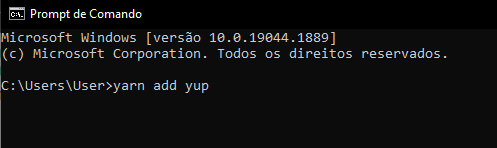 Prompt de Comando
Microsoft Windows [versão 10.0.19044.1889]
(c) Microsoft Corporation. Todos os direitos reservados.
C:\Users\User>yarn add yup